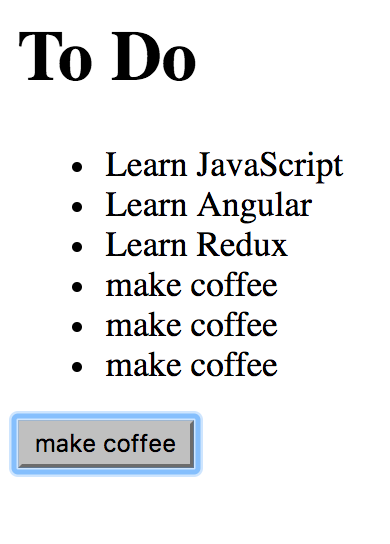 To Do
Learn JavaScript
Learn Angular
Learn Redux
make coffee
make coffee
make coffee
make coffee